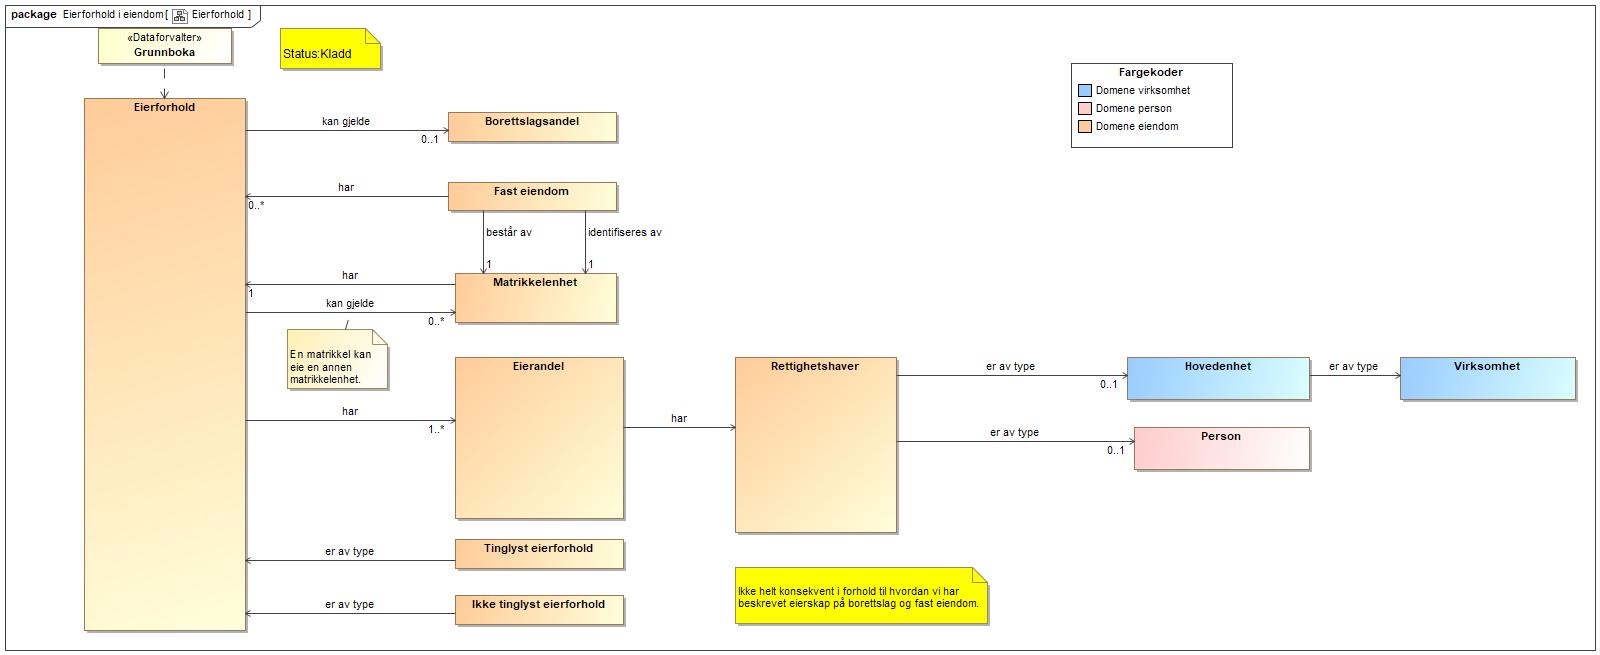 package Eierforhold i eiendom[ Eierforhold ]
«Dataforvalter»
Grunnboka
Status:Kladd
Fargekoder
Domene virksomhet
Domene person
Domene eiendom
Eierforhold
kan gjelde
0..1
Borettslagsandel
har
0..*
Fast eiendom
består av
identifiseres av
1
1
har
1
Matrikkelenhet
kan gjelde
0..*
En matrikkel kan
eie en annen
matrikkelenhet.
har
1..*
Eierandel
har
Rettighetshaver
er av type
0..1
Hovedenhet
er av type
Virksomhet
er av type
0..1
Person
er av type
Tinglyst eierforhold
er av type
Ikke tinglyst eierforhold
Ikke helt konsekvent i forhold til hvordan vi har
beskrevet eierskap på borettslag og fast eiendom.